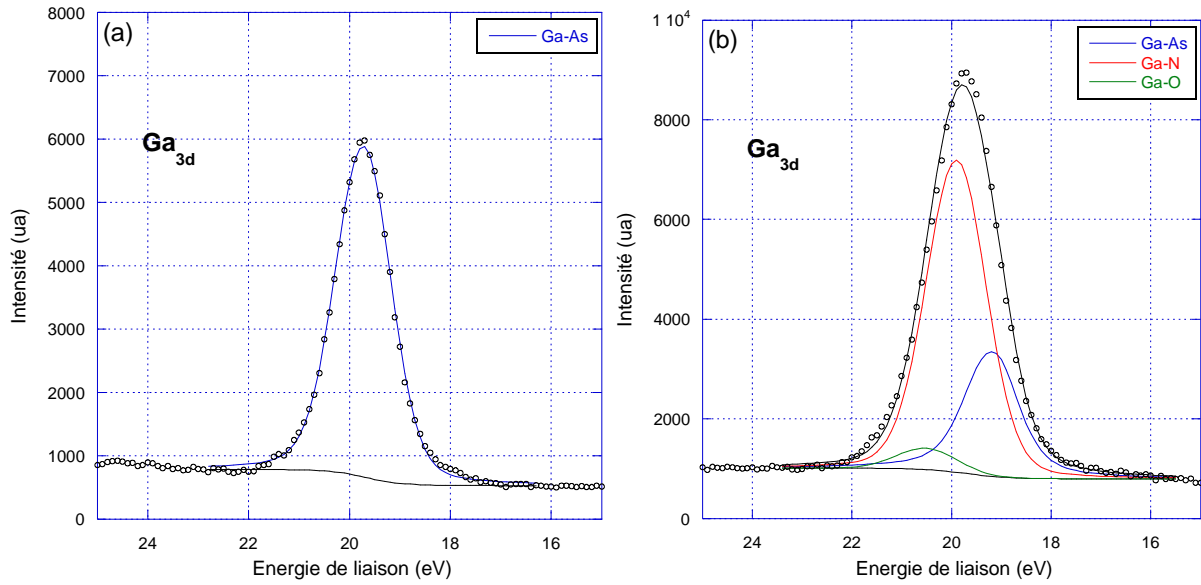 (a)
Ga-As
Ga3d
8000
7000
6000
5000
4000
3000
2000
1000
0
Intensité (ua)
24
22
20
18
16
Energie de liaison (eV)
(b)
Ga-As
Ga-N
Ga-O
Ga3d
1 10^4
8000
6000
4000
2000
0
Intensité (ua)
24
22
20
18
16
Energie de liaison (eV)